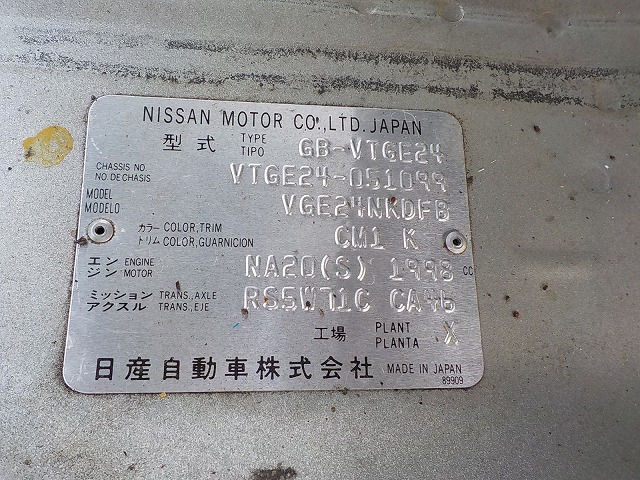 NISSAN MOTOR CO.,LTD. JAPAN
型式 TYPE TIPO GB-VTGE24
CHASSIS NO NO DE CHASIS VTGE24-051099
MODEL MODELO VGE24NKDFB
カラー トリム COLOR,TRIM COLOR,GUARNICION CM1 K
エンジン ENGINE MOTOR NA20(S) 1998 CC
ミッション アクスル TRANS.,AXLE TRANS.,EJE RS5W71C CA46
工場 PLANT PLANTA X
日産自動車株式会社 MADE IN JAPAN
89909